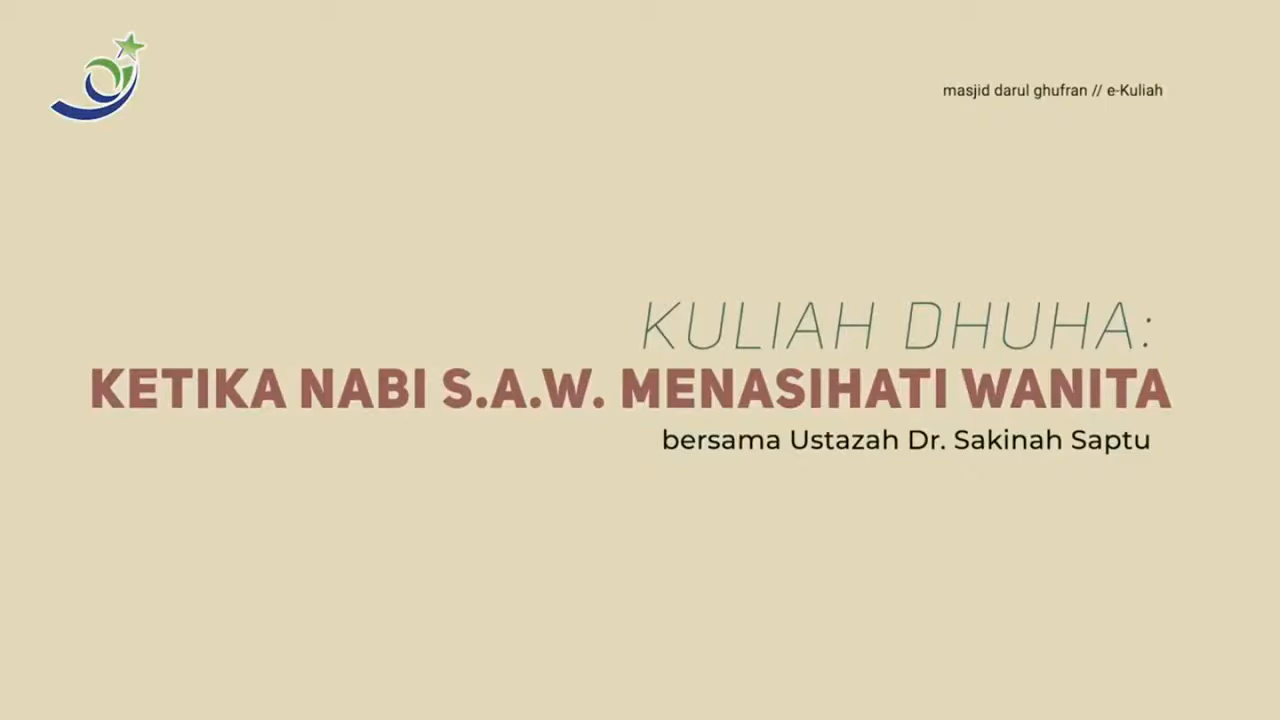 masjid darul ghufran // e-Kuliah
KULIAH DHUHA:
KETIKA NABI S.A.W. MENASIHATI WANITA
bersama Ustazah Dr. Sakinah Saptu